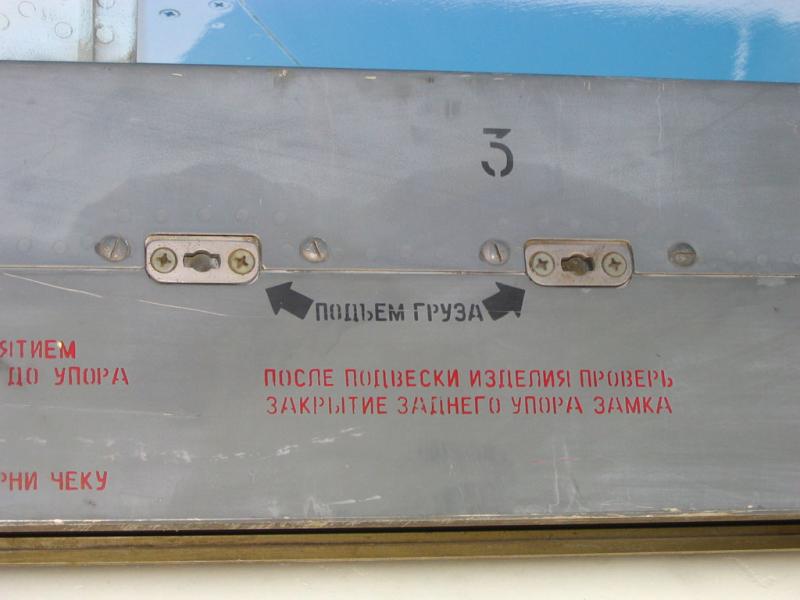 3
ПОДЪЕМ ГРУЗА
ЯТИЕМ
ДО УПОРА
ПОСЛЕ ПОДВЕСКИ ИЗДЕЛИЯ ПРОВЕРЬ
ЗАКРЫТИЕ ЗАДНЕГО УПОРА ЗАМКА
РНИ ЧЕКУ